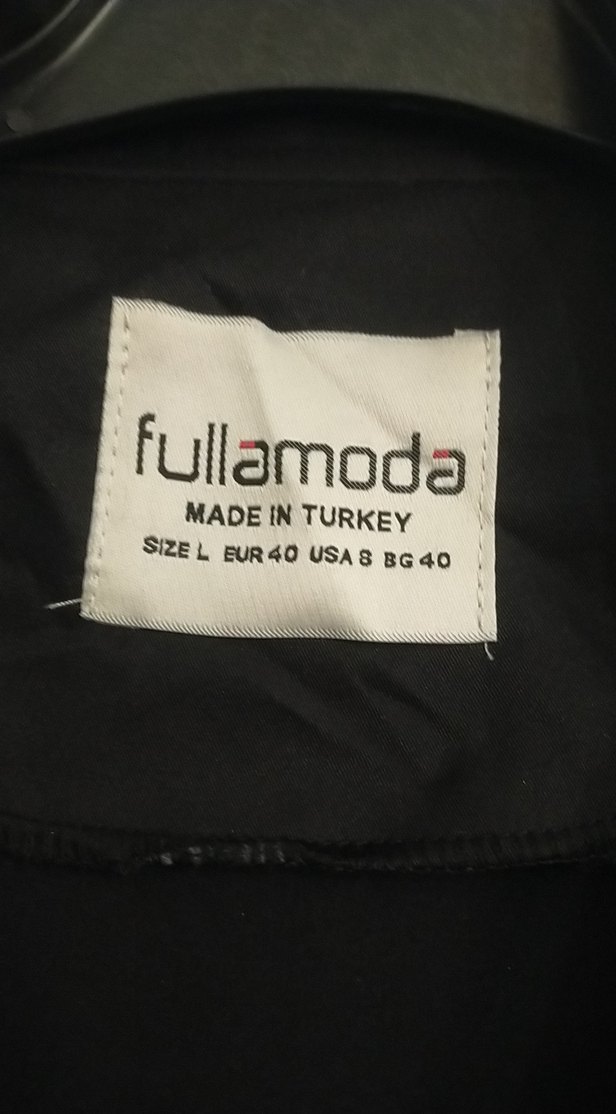 fullamoda
MADE IN TURKEY
SIZE L EUR 40 USA 8 BG 40